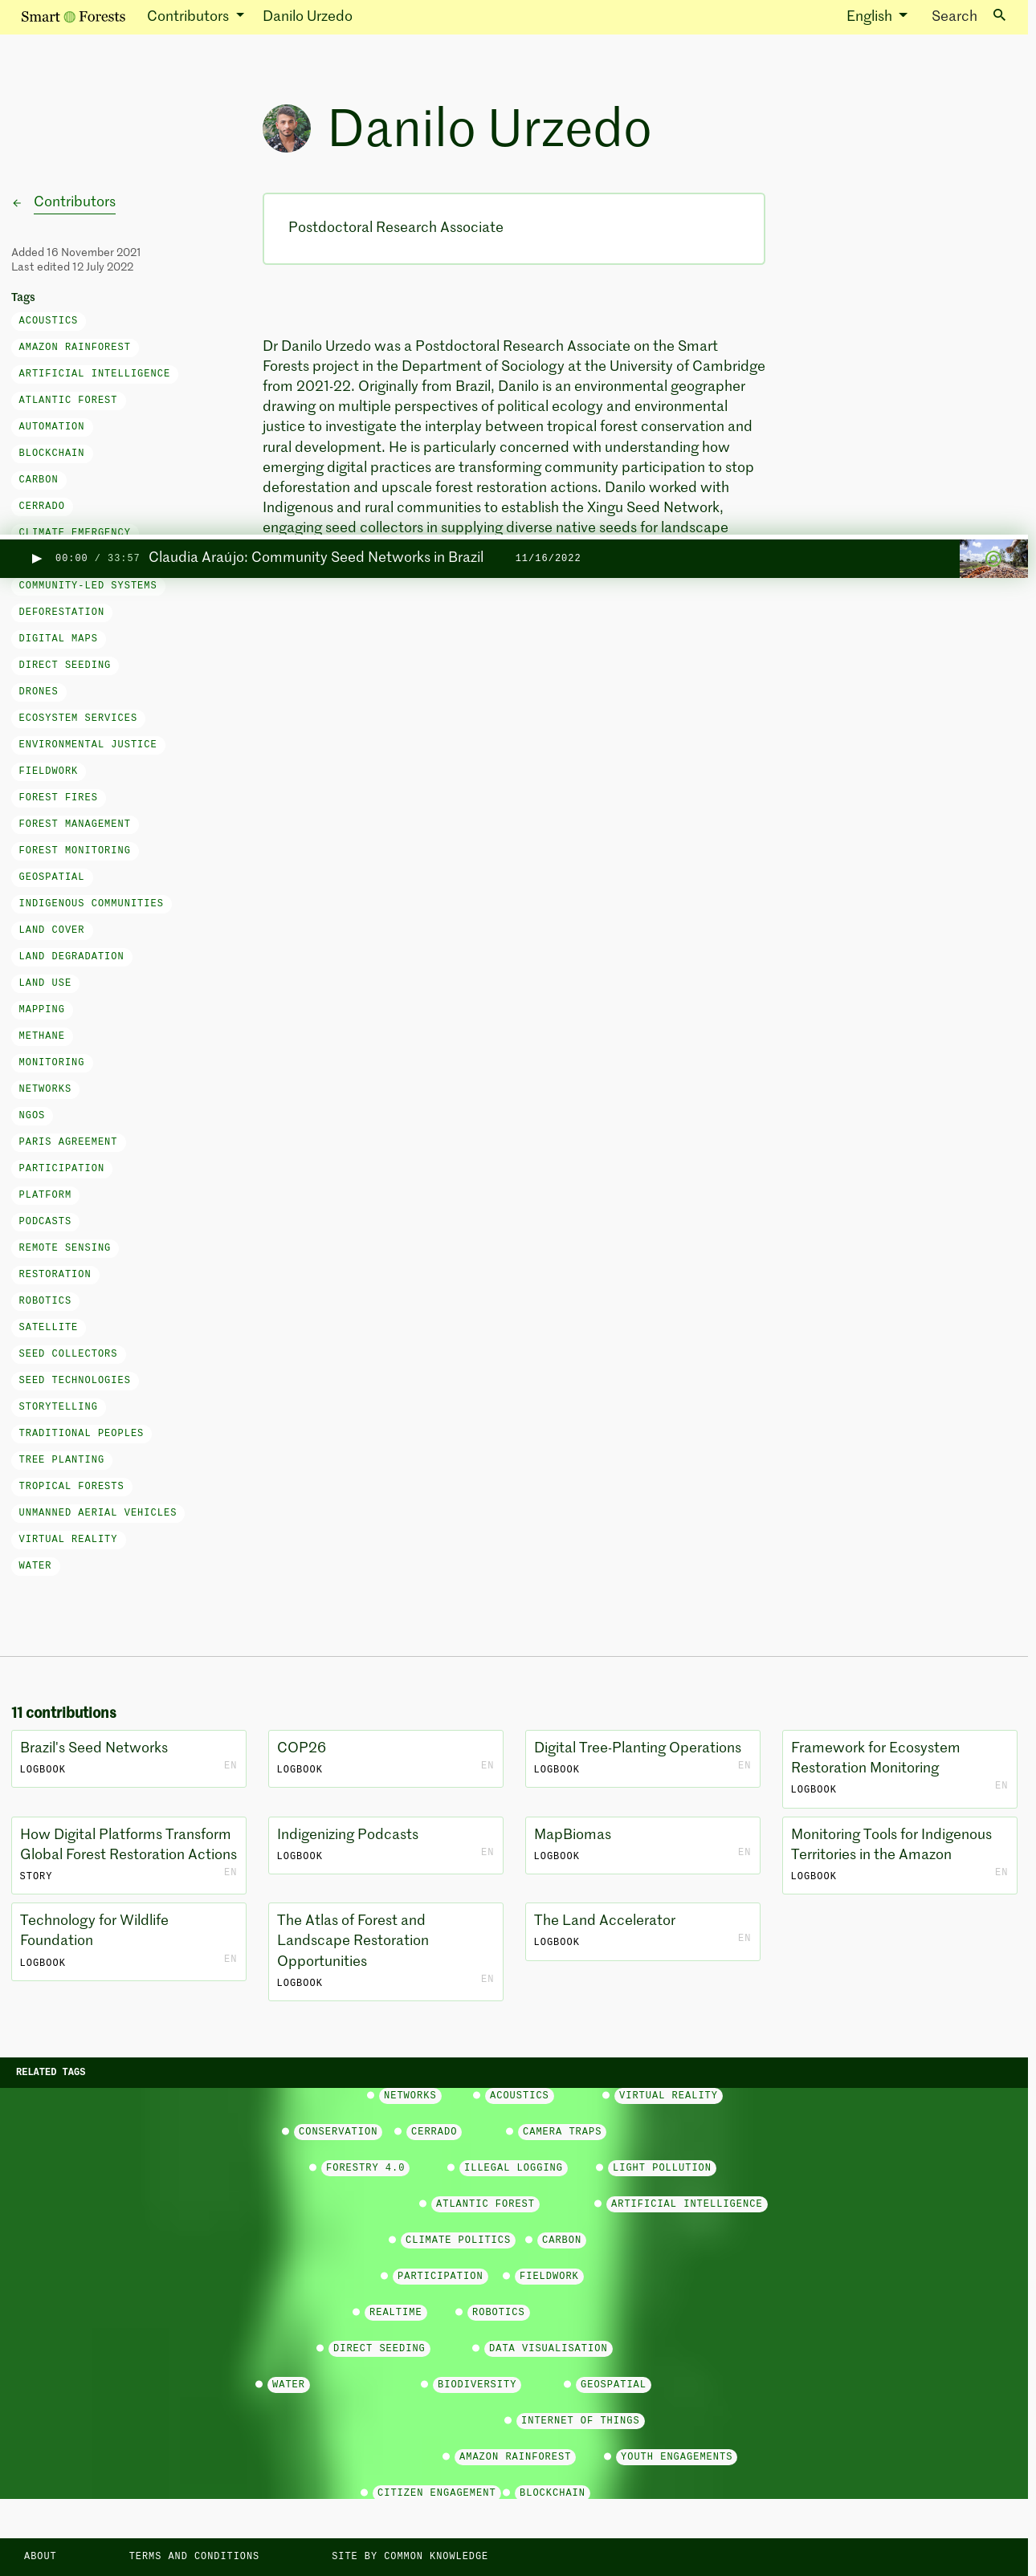 Smart Forests Contributors Danilo Urzedo English Search
Danilo Urzedo
Contributors
Postdoctoral Research Associate
Added 16 November 2021
Last edited 12 July 2022
Tags
ACOUSTICS
AMAZON RAINFOREST
ARTIFICIAL INTELLIGENCE
ATLANTIC FOREST
AUTOMATION
BLOCKCHAIN
CARBON
CERRADO
CLIMATE EMERGENCY
Dr Danilo Urzedo was a Postdoctoral Research Associate on the Smart
Forests project in the Department of Sociology at the University of Cambridge
from 2021-22. Originally from Brazil, Danilo is an environmental geographer
drawing on multiple perspectives of political ecology and environmental
justice to investigate the interplay between tropical forest conservation and
rural development. He is particularly concerned with understanding how
emerging digital practices are transforming community participation to stop
deforestation and upscale forest restoration actions. Danilo worked with
Indigenous and rural communities to establish the Xingu Seed Network,
engaging seed collectors in supplying diverse native seeds for landscape
00:00 / 33:57 Claudia Araújo: Community Seed Networks in Brazil 11/16/2022
COMMUNITY-LED SYSTEMS
DEFORESTATION
DIGITAL MAPS
DIRECT SEEDING
DRONES
ECOSYSTEM SERVICES
ENVIRONMENTAL JUSTICE
FIELDWORK
FOREST FIRES
FOREST MANAGEMENT
FOREST MONITORING
GEOSPATIAL
INDIGENOUS COMMUNITIES
LAND COVER
LAND DEGRADATION
LAND USE
MAPPING
METHANE
MONITORING
NETWORKS
NGOS
PARIS AGREEMENT
PARTICIPATION
PLATFORM
PODCASTS
REMOTE SENSING
RESTORATION
ROBOTICS
SATELLITE
SEED COLLECTORS
SEED TECHNOLOGIES
STORYTELLING
TRADITIONAL PEOPLES
TREE PLANTING
TROPICAL FORESTS
UNMANNED AERIAL VEHICLES
VIRTUAL REALITY
WATER
11 contributions
Brazil's Seed Networks
LOGBOOK EN
COP26
LOGBOOK EN
Digital Tree-Planting Operations
LOGBOOK EN
Framework for Ecosystem
Restoration Monitoring
LOGBOOK EN
How Digital Platforms Transform
Global Forest Restoration Actions
STORY EN
Indigenizing Podcasts
LOGBOOK EN
MapBiomas
LOGBOOK EN
Monitoring Tools for Indigenous
Territories in the Amazon
LOGBOOK EN
Technology for Wildlife
Foundation
LOGBOOK EN
The Atlas of Forest and
Landscape Restoration
Opportunities
LOGBOOK EN
The Land Accelerator
LOGBOOK EN
RELATED TAGS
NETWORKS ACOUSTICS VIRTUAL REALITY
CONSERVATION CERRADO CAMERA TRAPS
FORESTRY 4.0 ILLEGAL LOGGING LIGHT POLLUTION
ATLANTIC FOREST ARTIFICIAL INTELLIGENCE
CLIMATE POLITICS CARBON
PARTICIPATION FIELDWORK
REALTIME ROBOTICS
DIRECT SEEDING DATA VISUALISATION
WATER BIODIVERSITY GEOSPATIAL
INTERNET OF THINGS
AMAZON RAINFOREST YOUTH ENGAGEMENTS
CITIZEN ENGAGEMENT BLOCKCHAIN
ABOUT TERMS AND CONDITIONS SITE BY COMMON KNOWLEDGE